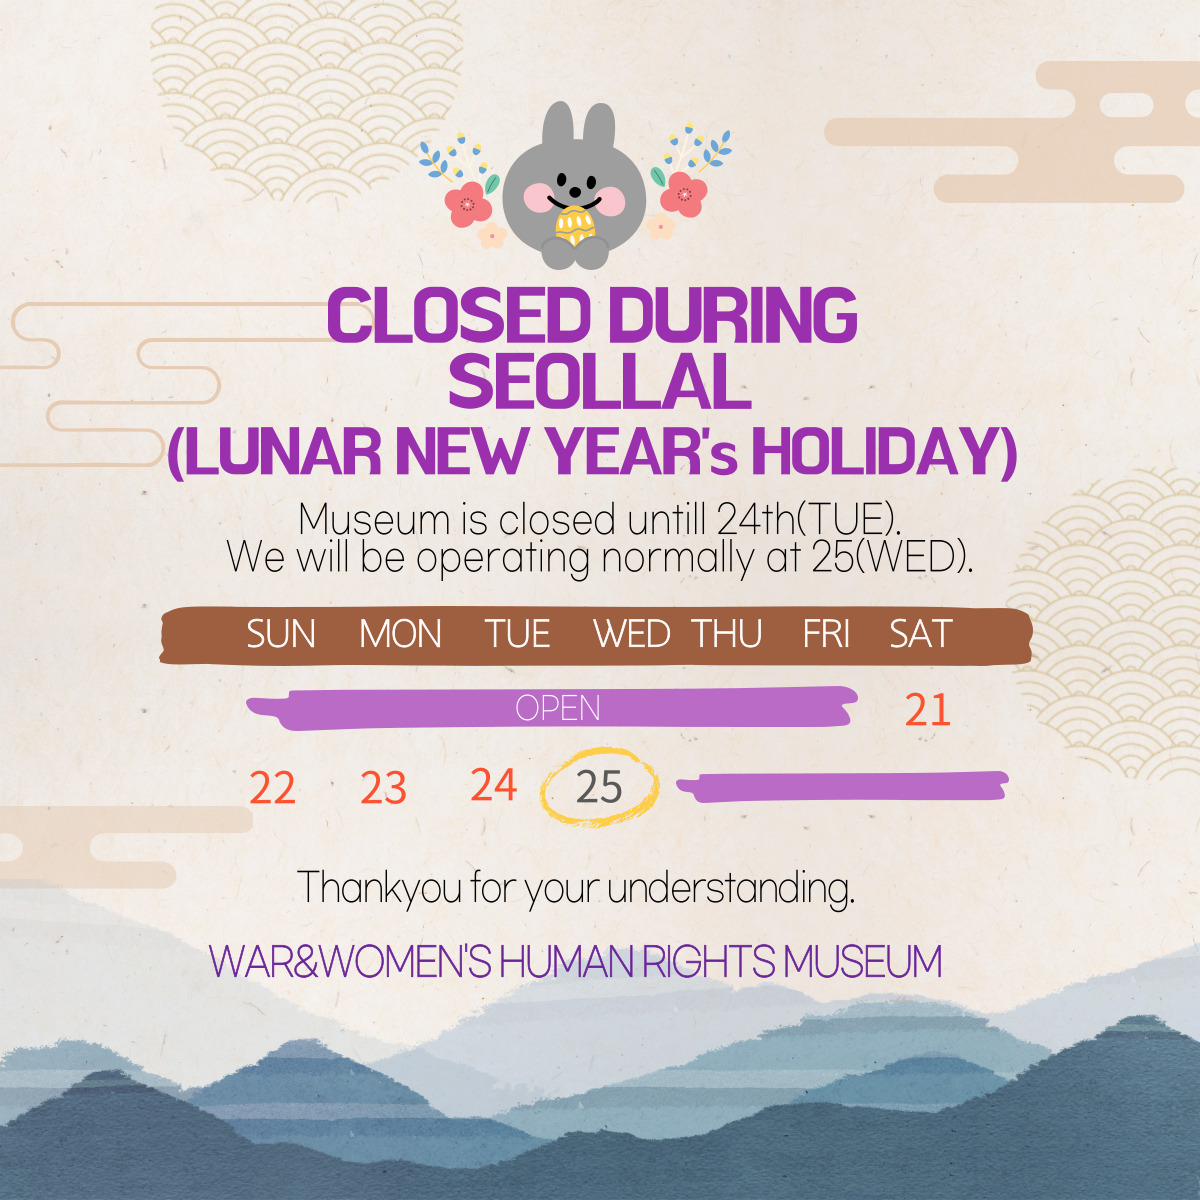 CLOSED DURING
SEOLLAL
(LUNAR NEW YEAR's HOLIDAY)
Museum is closed untill 24th(TUE).
We will be operating normally at 25(WED).
SUN MON TUE WED THU FRI SAT
OPEN 21
22 23 24 25
Thankyou for your understanding.
WAR&WOMEN'S HUMAN RIGHTS MUSEUM